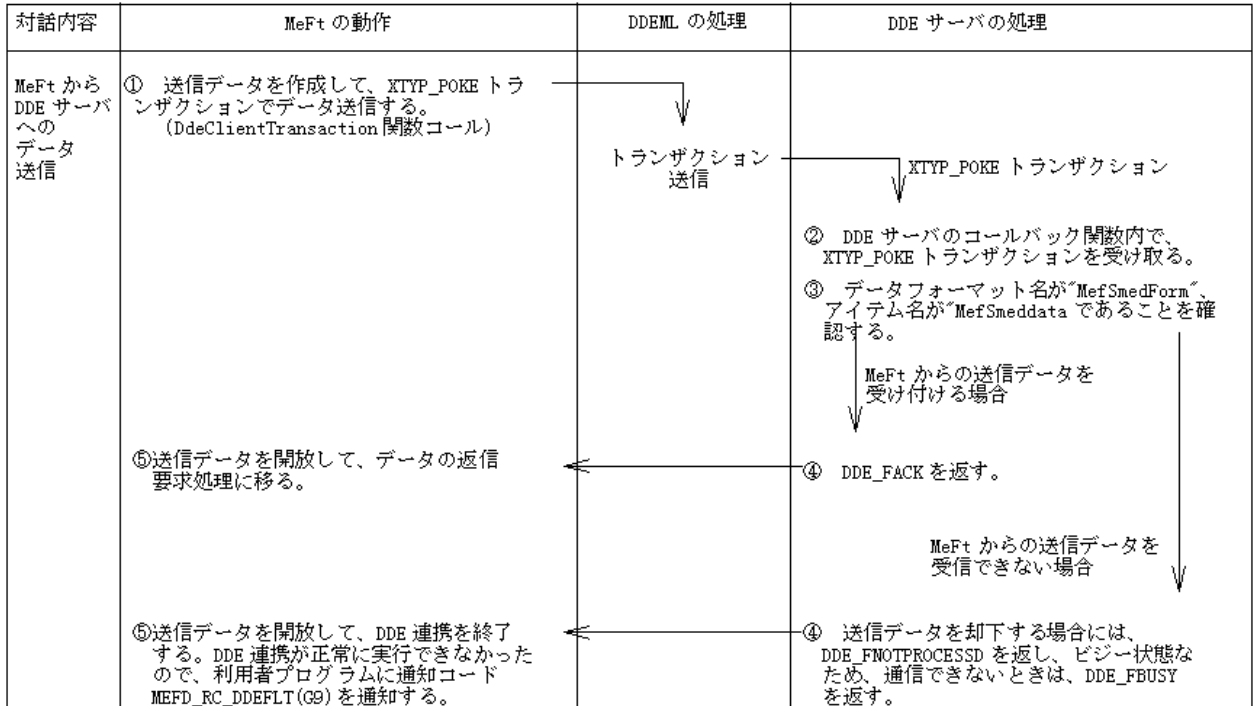 対話内容
MeFt の動作
DDEML の処理
DDE サーバの処理
MeFt から
DDE サーバ
への
データ
送信
① 送信データを作成して、XTYP_POKE トラ
ンザクションでデータ送信する。
(DdeClientTransaction 関数コール)
トランザクション
送信
XTYP_POKE トランザクション
② DDE サーバのコールバック関数内で、
XTYP_POKE トランザクションを受け取る。
③ データフォーマット名が"MefSmedForm"、
アイテム名が"MefSmeddata であることを確
認する。
MeFt からの送信データを
受け付ける場合
⑤送信データを開放して、データの返信
要求処理に移る。
④ DDE_FACK を返す。
MeFt からの送信データを
受信できない場合
⑤送信データを開放して、DDE 連携を終了
する。DDE 連携が正常に実行できなかった
ので、利用者プログラムに通知コード
MEFD_RC_DDEFLT(G9) を通知する。
④ 送信データを却下する場合には、
DDE_FNOTPROCESSD を返し、ビジー状態な
ため、通信できないときは、DDE_FBUSY
を返す。